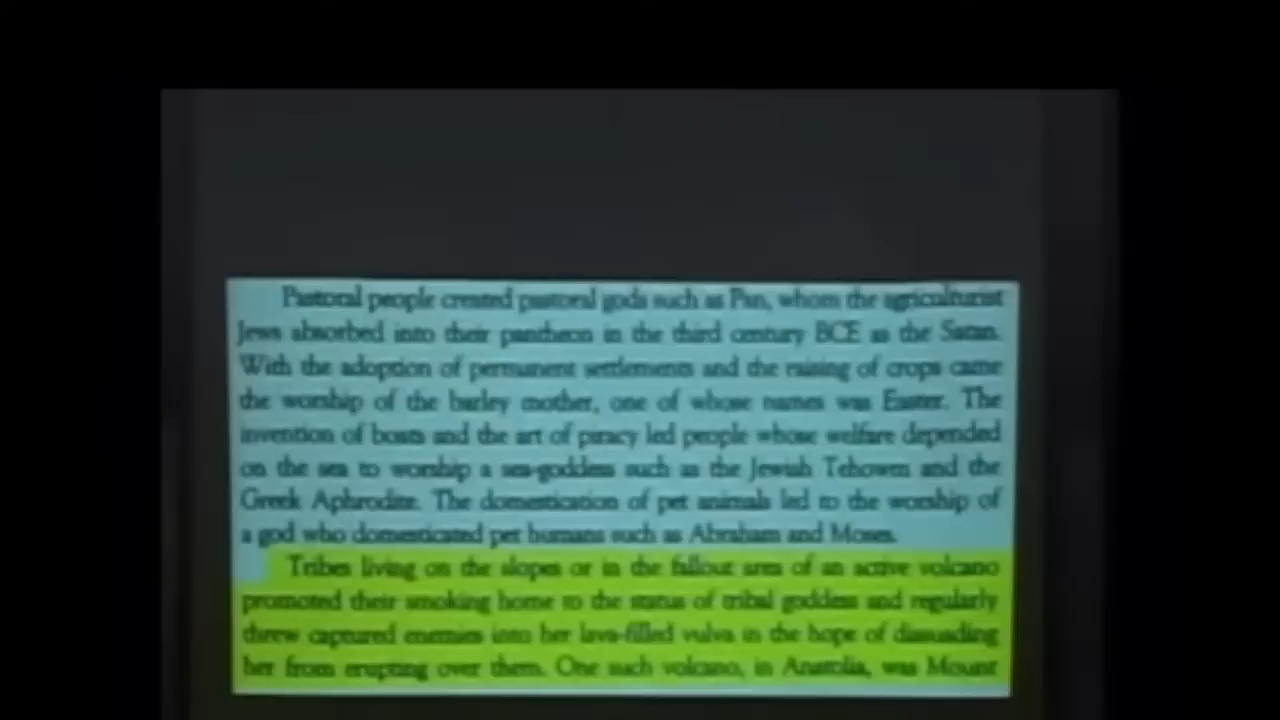 Pastoral people created pastoral gods such as Pan, whom the agriculturist
Jews absorbed into their pantheon in the third century BCE as the Satan.
With the adoption of permanent settlements and the raising of crops came
the worship of the barley mother, one of whose names was Easter. The
invention of boats and the art of piracy led people whose welfare depended
on the sea to worship a sea-goddess such as the Jewish Tehowm and the
Greek Aphrodite. The domestication of pet animals led to the worship of
a god who domesticated pet humans such as Abraham and Moses.
Tribes living on the slopes or in the fallout area of an active volcano
promoted their smoking home to the status of tribal goddess and regularly
threw captured enemies into her lava-filled vulva in the hope of dissuading
her from erupting over them. One such volcano, in Anatolia, was Mount